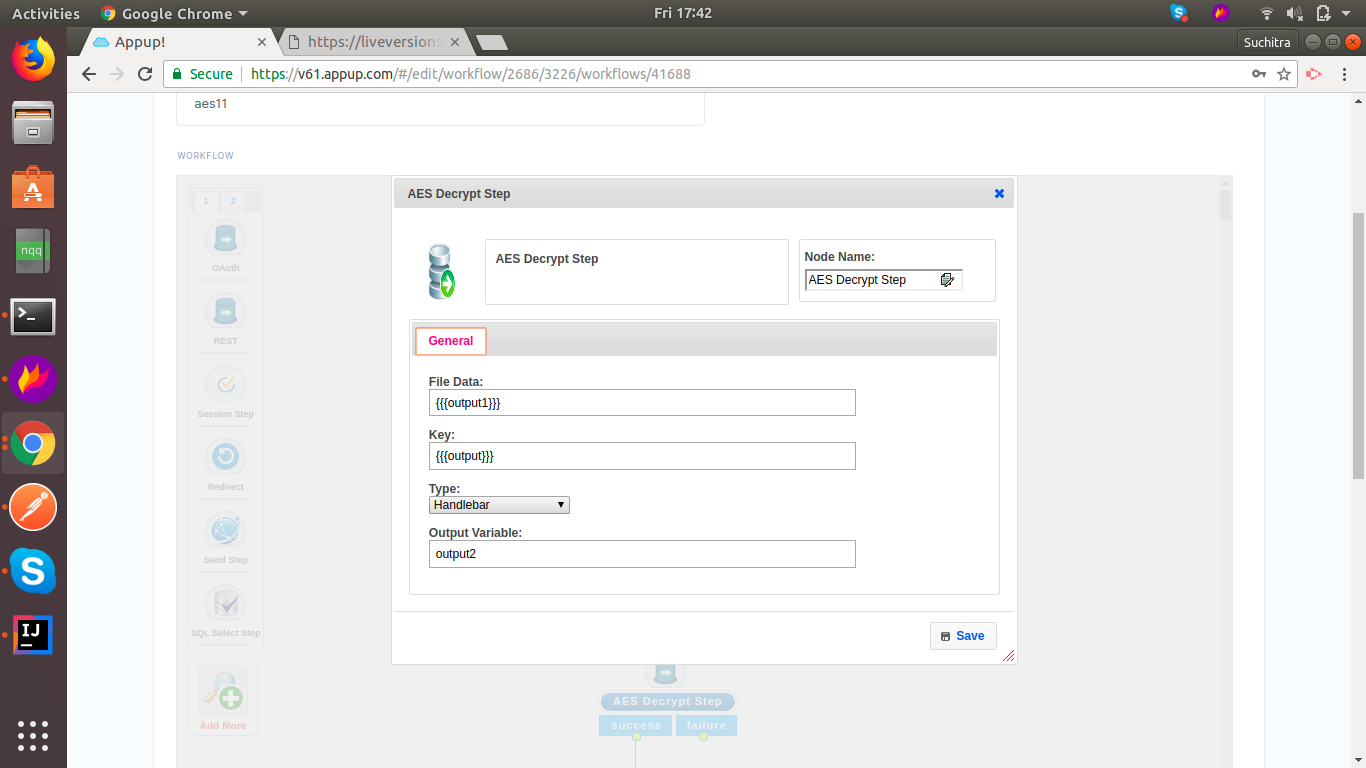 Activities
Google Chrome
Fri 17:42
Appup!
https://liveversions
Suchitra
Secure
https://v61.appup.com/#/edit/workflow/2686/3226/workflows/41688
aes11
WORKFLOW
1 2
OAuth
REST
Session Step
Redirect
Send Step
SQL Select Step
Add More
nqq
AES Decrypt Step
AES Decrypt Step
Node Name:
AES Decrypt Step
General
File Data:
{{{output1}}}
Key:
{{{output}}}
Type:
Handlebar
Output Variable:
output2
Save
AES Decrypt Step
success failure
IJ